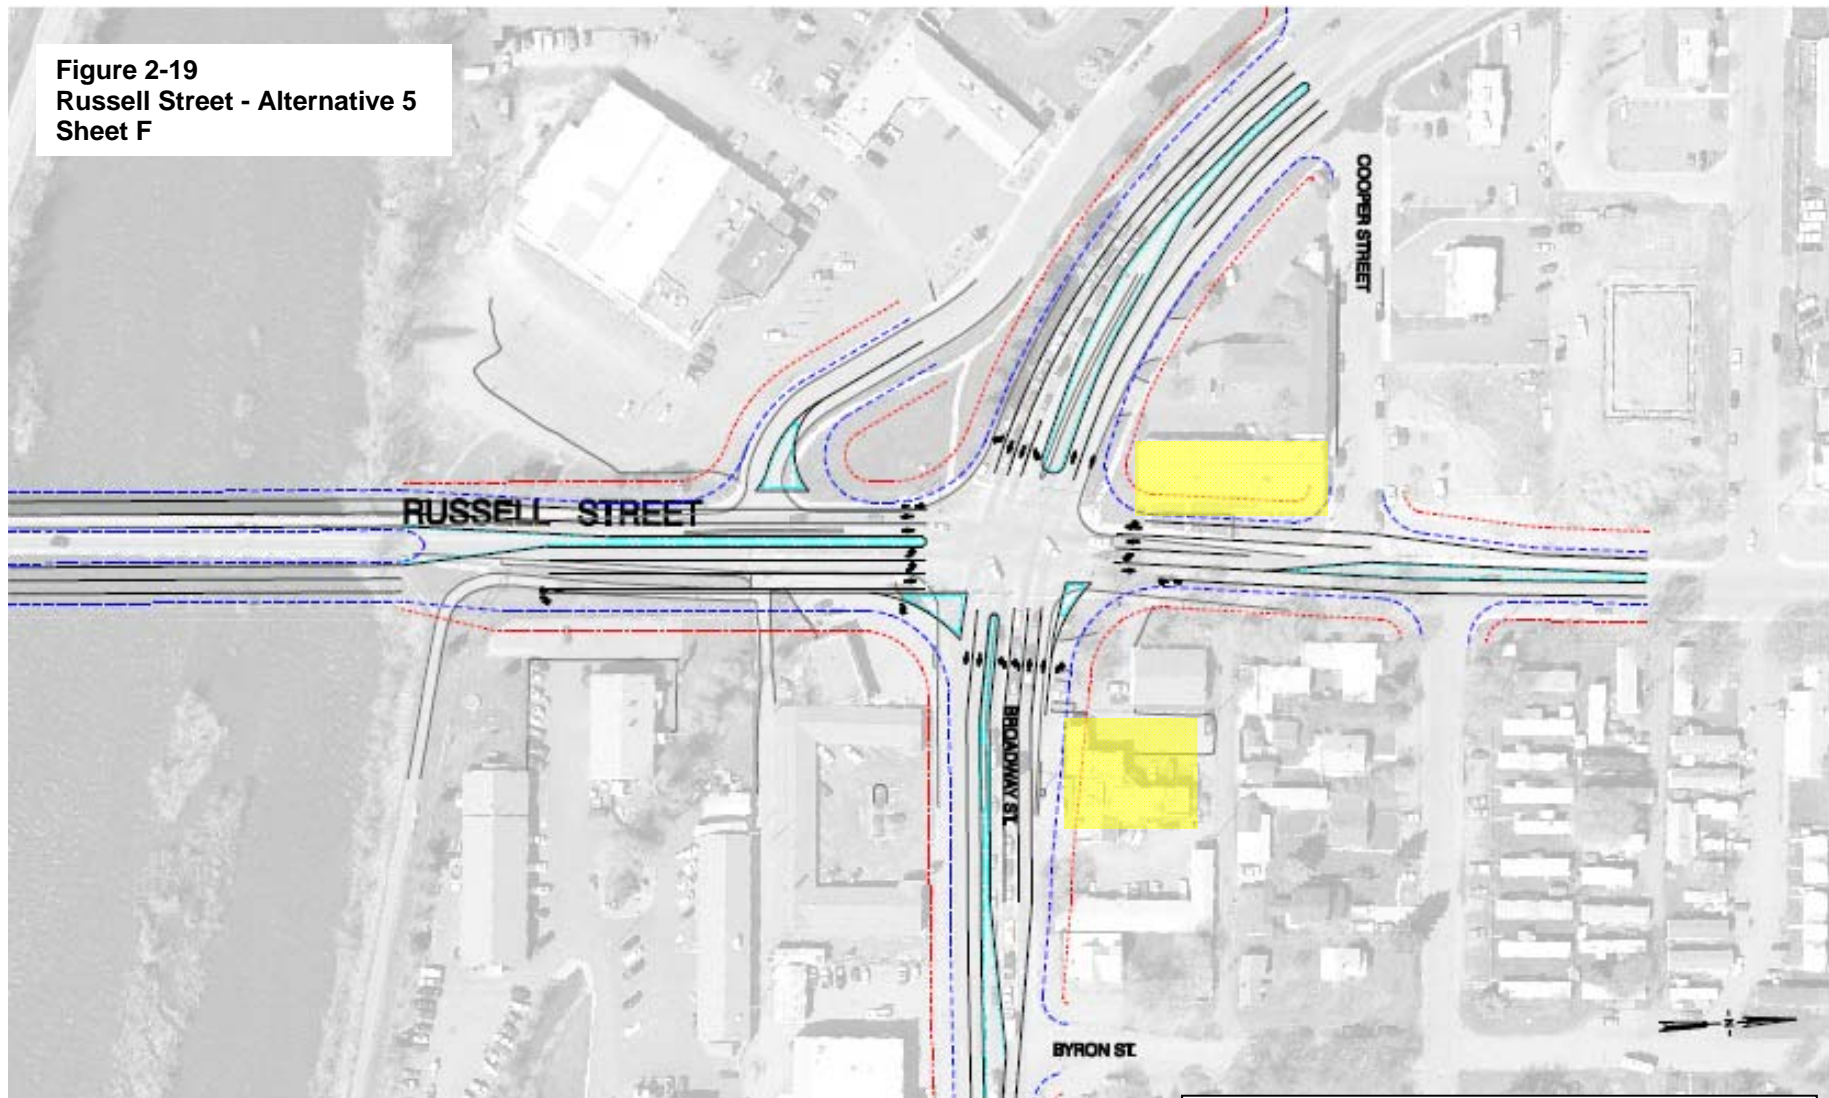 Figure 2-19
Russell Street - Alternative 5
Sheet F
COOPER STREET
RUSSELL STREET
BROADWAY ST.
BYRON ST.
N